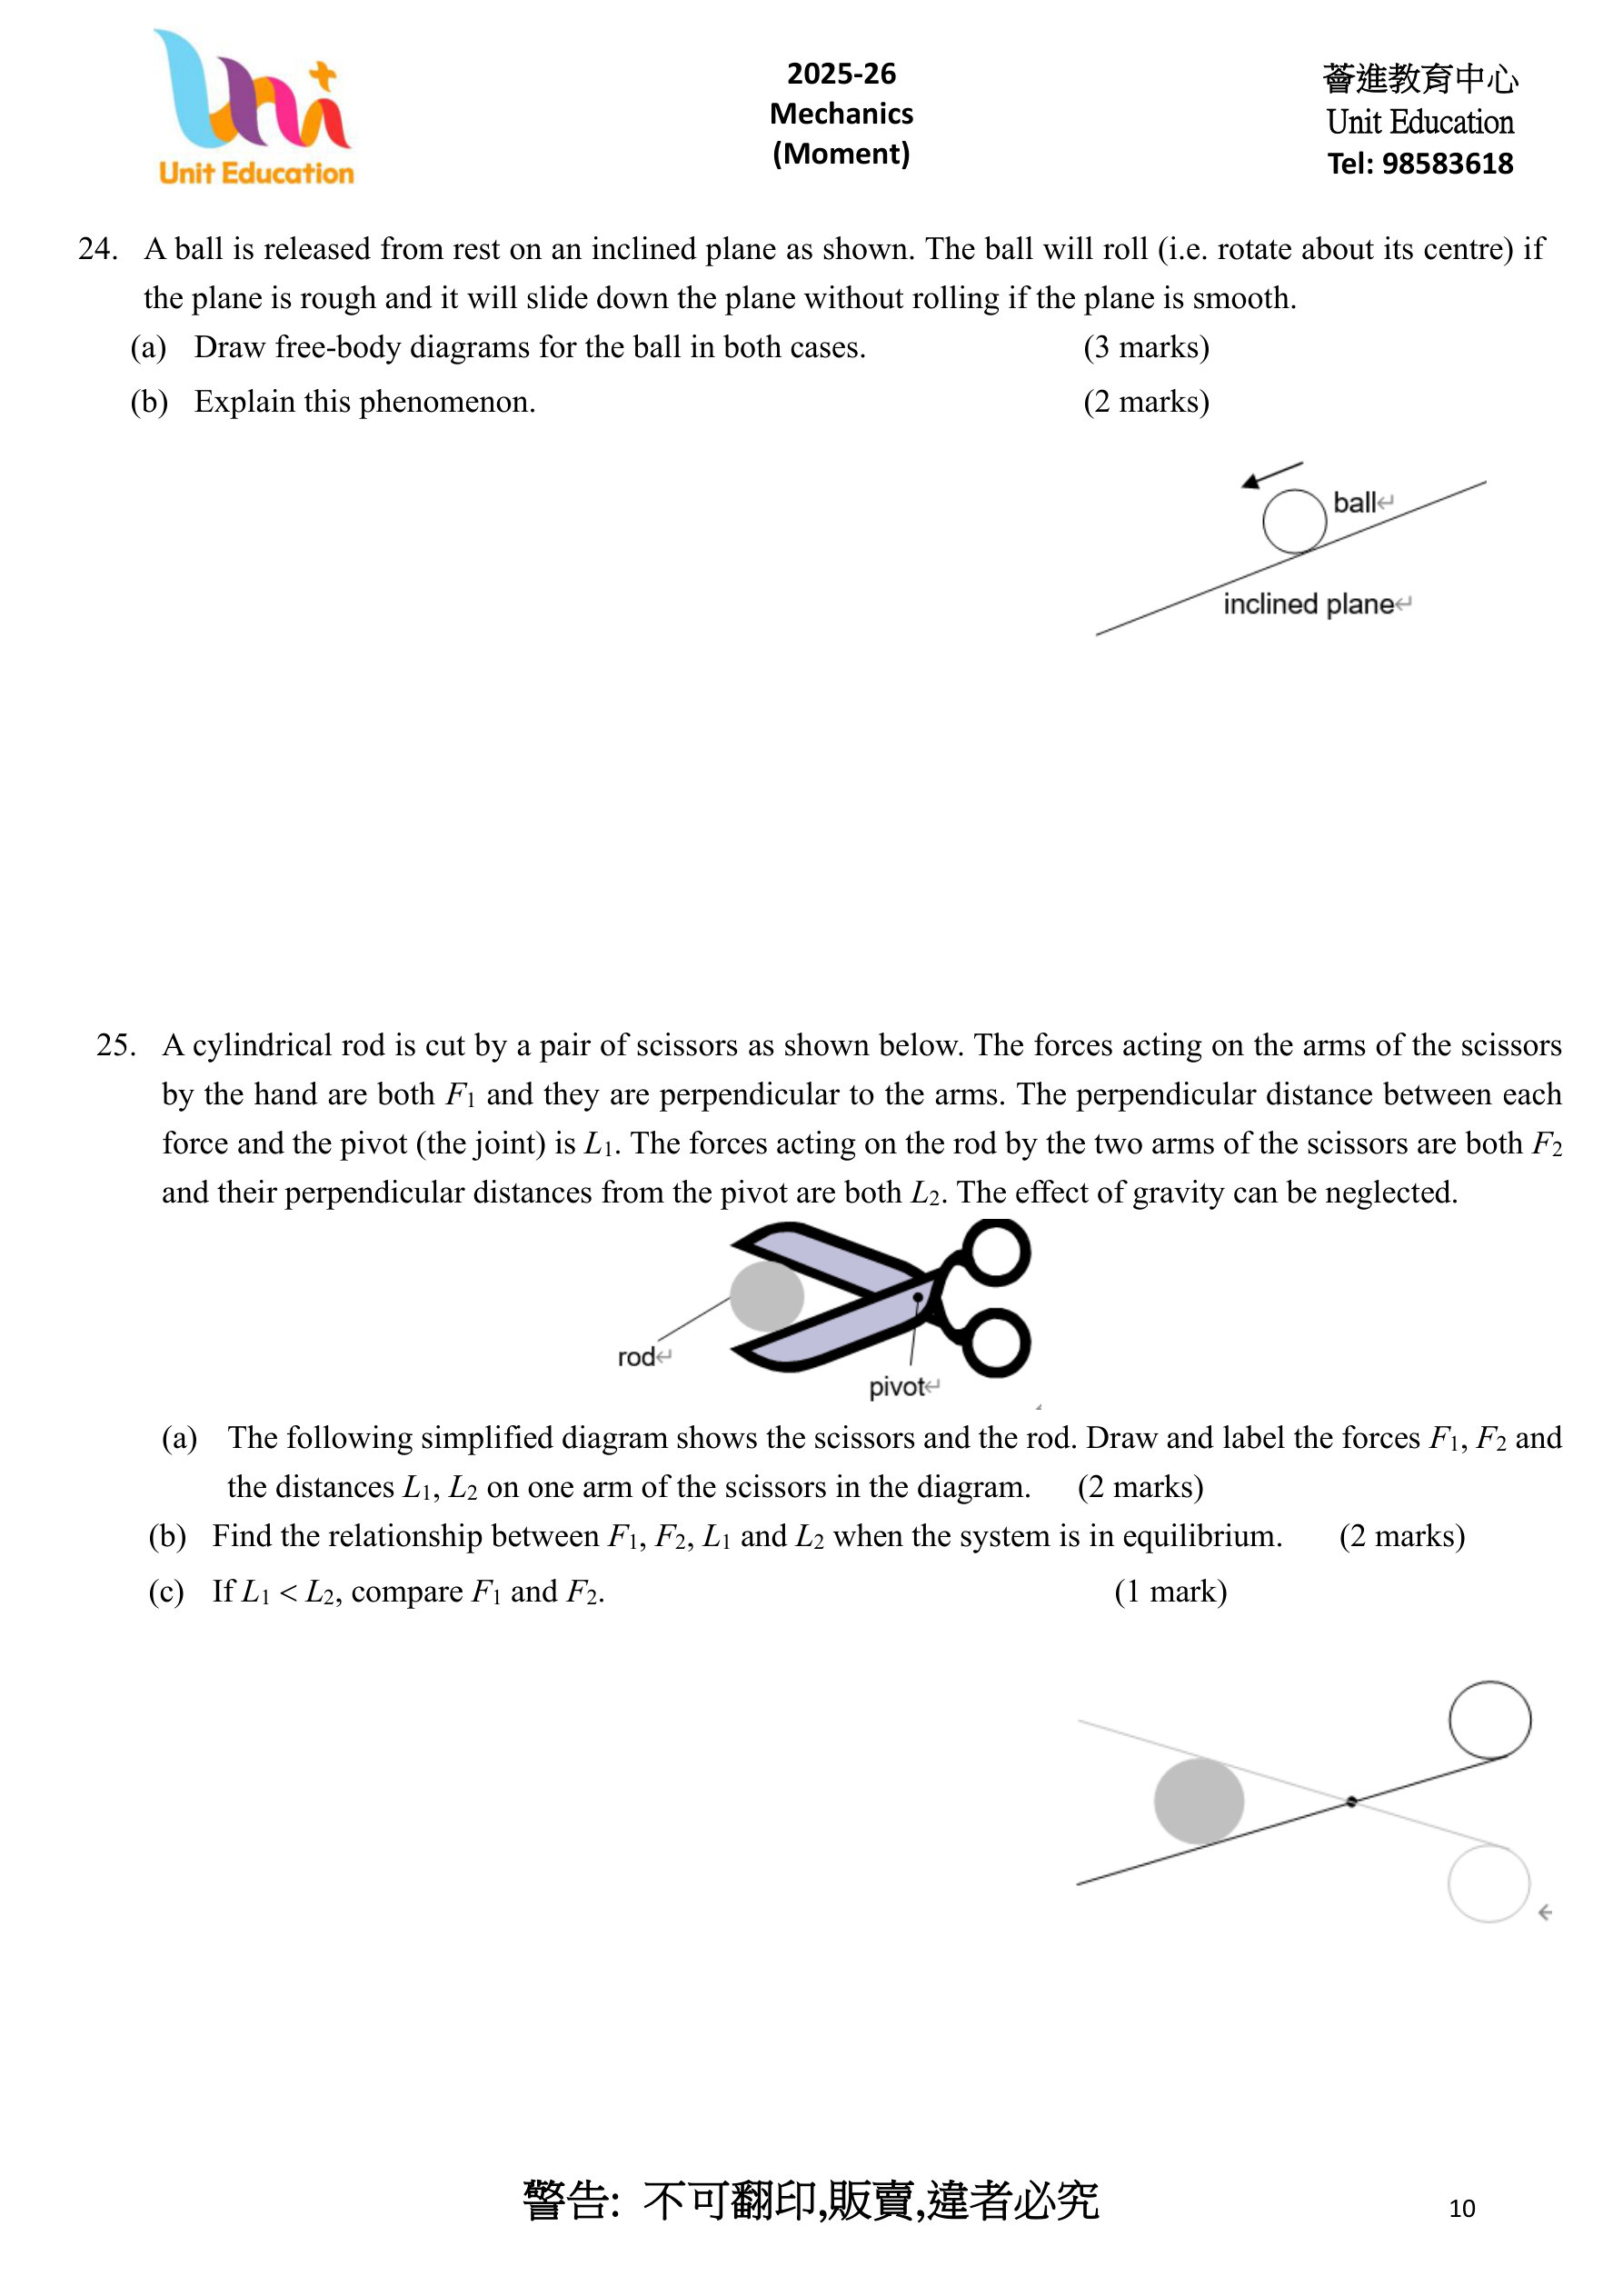 Unit Education
2025-26
Mechanics
(Moment)
薈進教育中心
Unit Education
Tel: 98583618
24. A ball is released from rest on an inclined plane as shown. The ball will roll (i.e. rotate about its centre) if
the plane is rough and it will slide down the plane without rolling if the plane is smooth.
(a) Draw free-body diagrams for the ball in both cases. (3 marks)
(b) Explain this phenomenon. (2 marks)
ball↵
inclined plane↵
25. A cylindrical rod is cut by a pair of scissors as shown below. The forces acting on the arms of the scissors
by the hand are both F₁ and they are perpendicular to the arms. The perpendicular distance between each
force and the pivot (the joint) is L₁. The forces acting on the rod by the two arms of the scissors are both F₂
and their perpendicular distances from the pivot are both L₂. The effect of gravity can be neglected.
rod↵
pivot↵
(a) The following simplified diagram shows the scissors and the rod. Draw and label the forces F₁, F₂ and
the distances L₁, L₂ on one arm of the scissors in the diagram. (2 marks)
(b) Find the relationship between F₁, F₂, L₁ and L₂ when the system is in equilibrium. (2 marks)
(c) If L₁ < L₂, compare F₁ and F₂. (1 mark)
警告: 不可翻印,販賣,違者必究
10